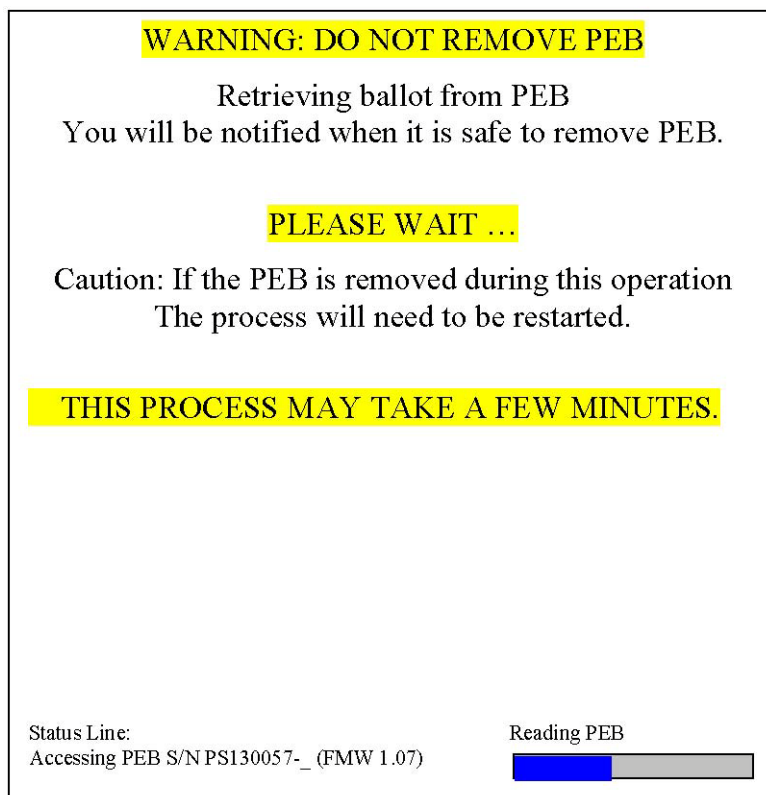 WARNING: DO NOT REMOVE PEB
Retrieving ballot from PEB
You will be notified when it is safe to remove PEB.
PLEASE WAIT …
Caution: If the PEB is removed during this operation
The process will need to be restarted.
THIS PROCESS MAY TAKE A FEW MINUTES.
Status Line:
Accessing PEB S/N PS130057-_ (FMW 1.07)
Reading PEB